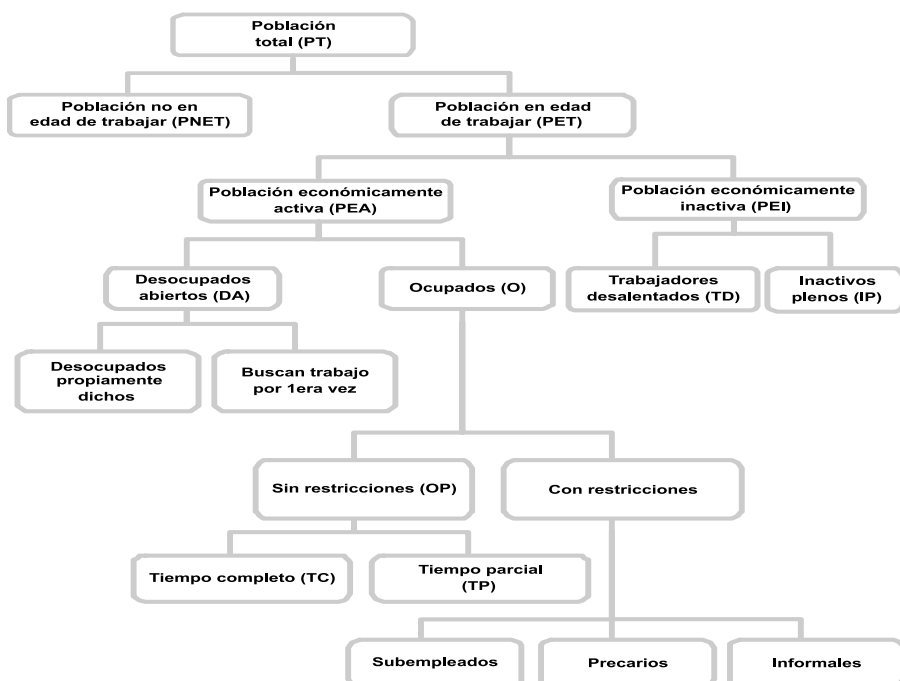 Población
total (PT)
Población no en
edad de trabajar (PNET)
Población en edad
de trabajar (PET)
Población económicamente
activa (PEA)
Población económicamente
inactiva (PEI)
Desocupados
abiertos (DA)
Ocupados (O)
Trabajadores
desalentados (TD)
Inactivos
plenos (IP)
Desocupados
propiamente
dichos
Buscan trabajo
por 1era vez
Sin restricciones (OP)
Con restricciones
Tiempo completo (TC)
Tiempo parcial
(TP)
Subempleados
Precarios
Informales